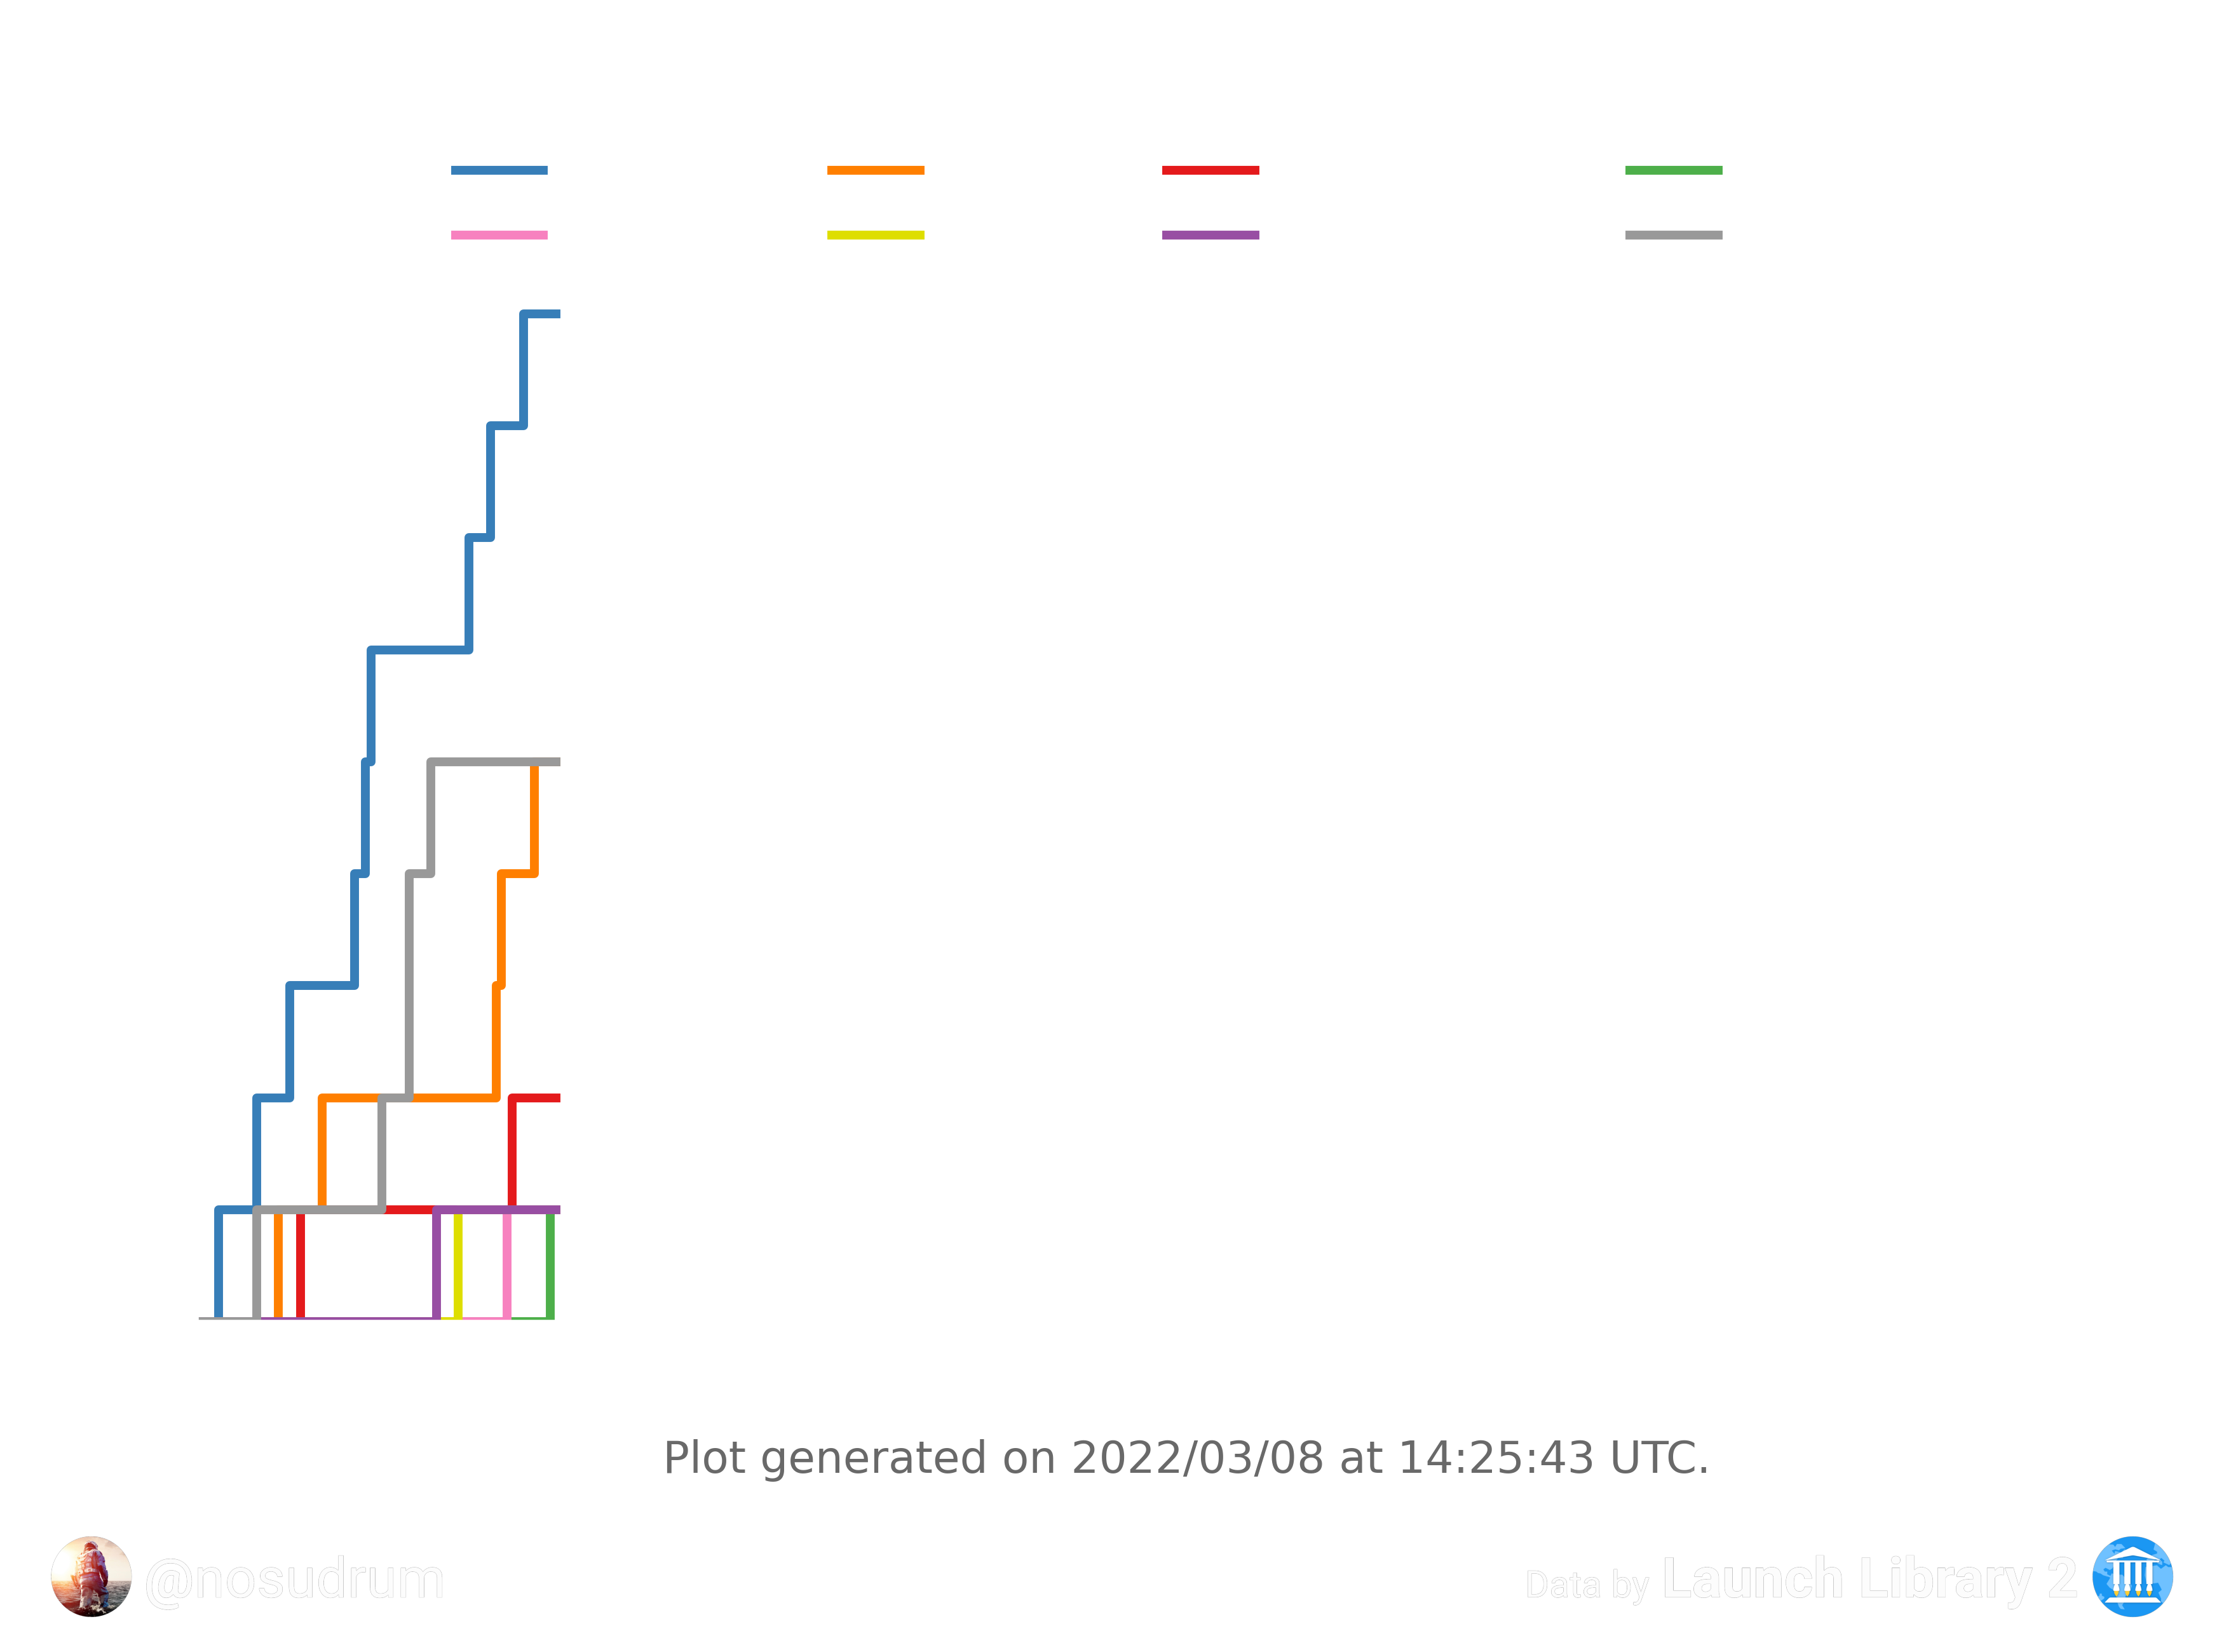 Plot generated on 2022/03/08 at 14:25:43 UTC.
@nosudrum
Data by Launch Library 2